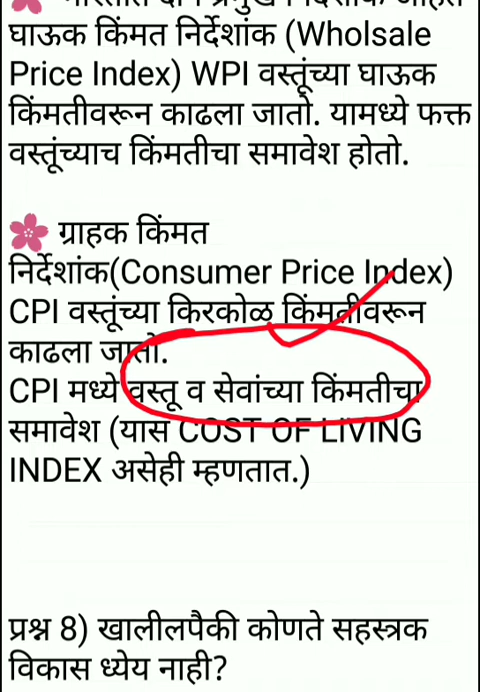 घाऊक किंमत निर्देशांक (Wholsale
Price Index) WPI वस्तूंच्या घाऊक
किंमतीवरून काढला जातो. यामध्ये फक्त
वस्तूंच्याच किंमतीचा समावेश होतो.
ग्राहक किंमत
निर्देशांक(Consumer Price Index)
CPI वस्तूंच्या किरकोळ किंमतीवरून
काढला जातो.
CPI मध्ये वस्तू व सेवांच्या किंमतीचा
समावेश (यास COST OF LIVING
INDEX असेही म्हणतात.)
प्रश्न 8) खालीलपैकी कोणते सहस्त्रक
विकास ध्येय नाही?